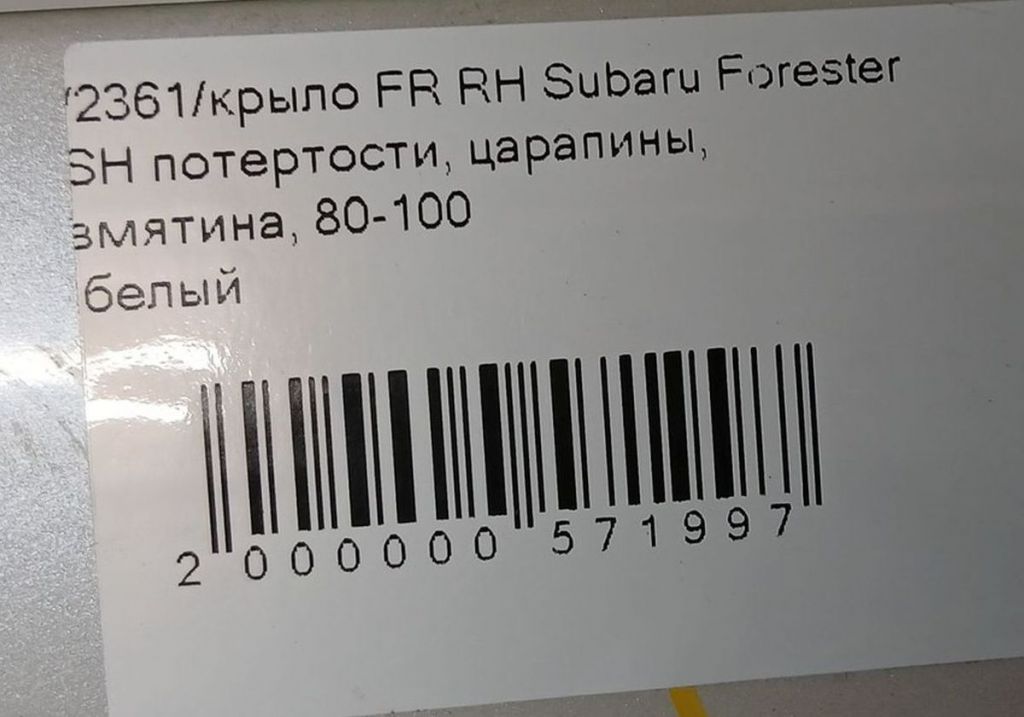 2361/крыло FR RH Subaru Forester
SH потертости, царапины,
вмятина, 80-100
белый
2 000000 571997